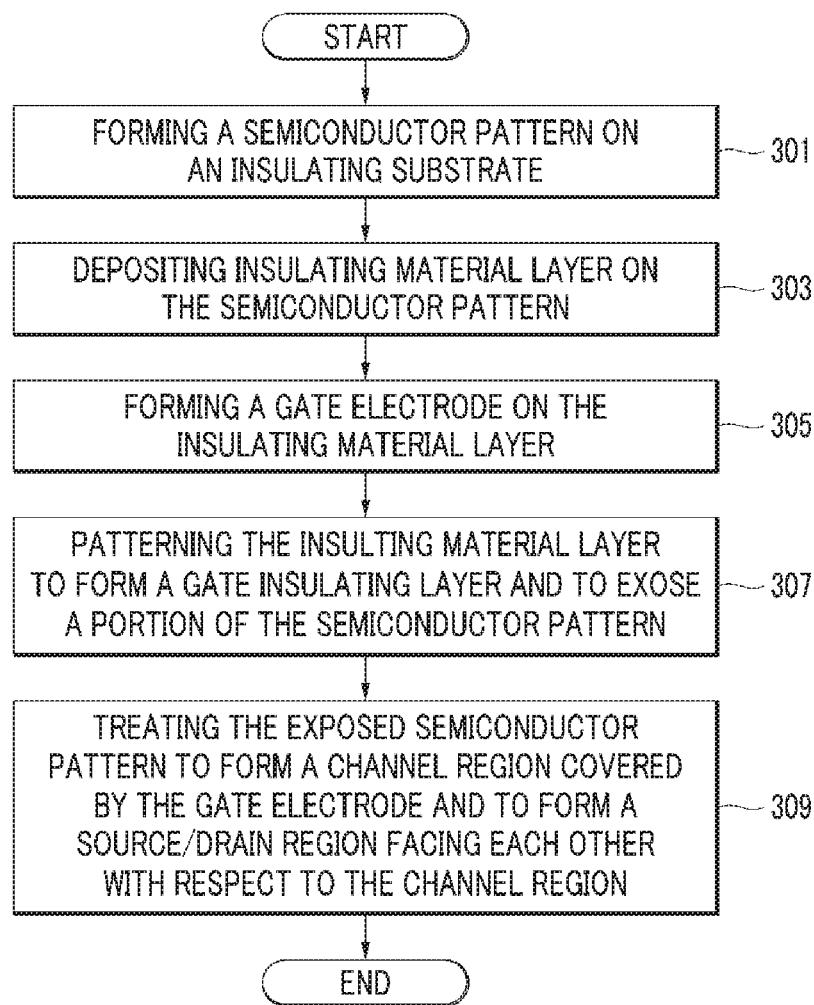 START
FORMING A SEMICONDUCTOR PATTERN ON
AN INSULATING SUBSTRATE
301
DEPOSITING INSULATING MATERIAL LAYER ON
THE SEMICONDUCTOR PATTERN
303
FORMING A GATE ELECTRODE ON THE
INSULATING MATERIAL LAYER
305
PATTERNING THE INSULTING MATERIAL LAYER
TO FORM A GATE INSULATING LAYER AND TO EXOSE
A PORTION OF THE SEMICONDUCTOR PATTERN
307
TREATING THE EXPOSED SEMICONDUCTOR
PATTERN TO FORM A CHANNEL REGION COVERED
BY THE GATE ELECTRODE AND TO FORM A
SOURCE/DRAIN REGION FACING EACH OTHER
WITH RESPECT TO THE CHANNEL REGION
309
END